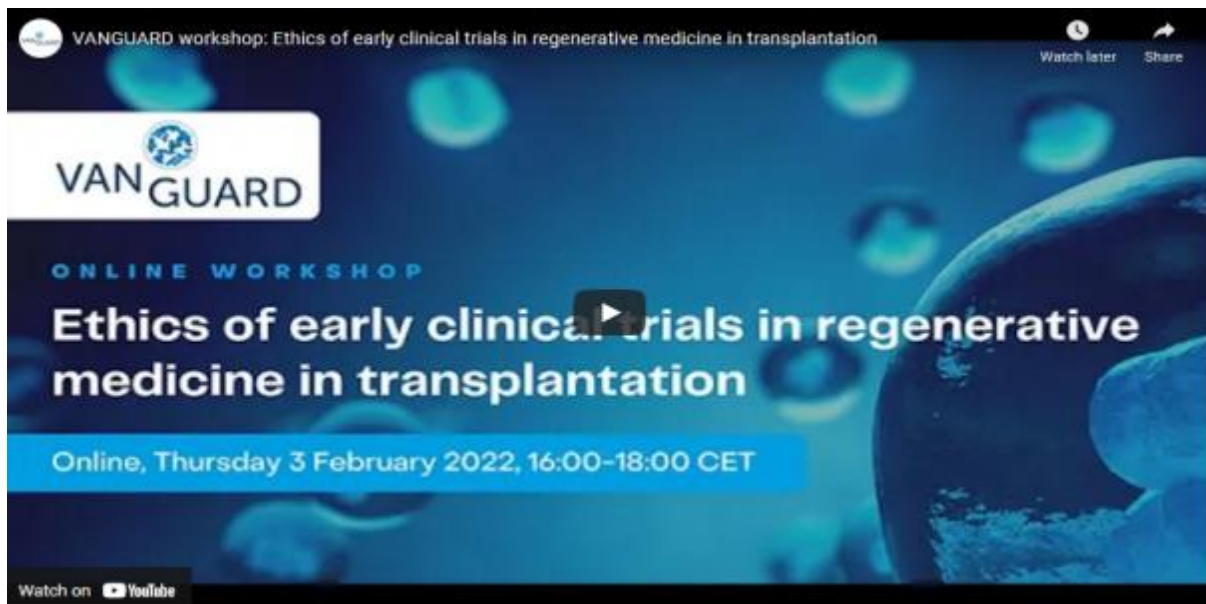 VANGUARD workshop: Ethics of early clinical trials in regenerative medicine in transplantation
Watch later
Share
VAN
GUARD
ONLINE WORKSHOP
Ethics of early clinical trials in regenerative
medicine in transplantation
Online, Thursday 3 February 2022, 16:00-18:00 CET
Watch on YouTube